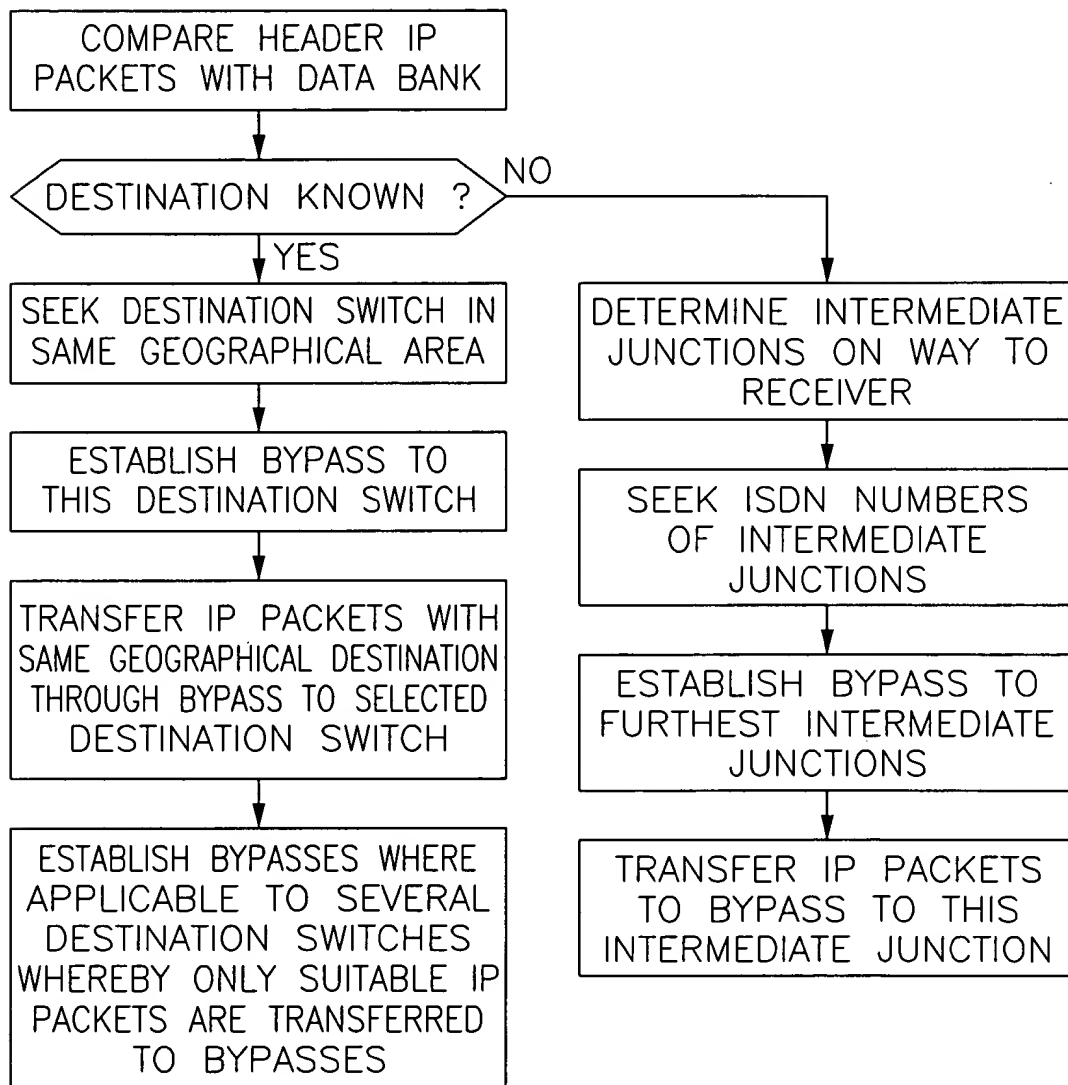 COMPARE HEADER IP
PACKETS WITH DATA BANK
DESTINATION KNOWN ?
NO
YES
SEEK DESTINATION SWITCH IN
SAME GEOGRAPHICAL AREA
ESTABLISH BYPASS TO
THIS DESTINATION SWITCH
TRANSFER IP PACKETS WITH
SAME GEOGRAPHICAL DESTINATION
THROUGH BYPASS TO SELECTED
DESTINATION SWITCH
ESTABLISH BYPASSES WHERE
APPLICABLE TO SEVERAL
DESTINATION SWITCHES
WHEREBY ONLY SUITABLE IP
PACKETS ARE TRANSFERRED
TO BYPASSES
DETERMINE INTERMEDIATE
JUNCTIONS ON WAY TO
RECEIVER
SEEK ISDN NUMBERS
OF INTERMEDIATE
JUNCTIONS
ESTABLISH BYPASS TO
FURTHEST INTERMEDIATE
JUNCTIONS
TRANSFER IP PACKETS
TO BYPASS TO THIS
INTERMEDIATE JUNCTION